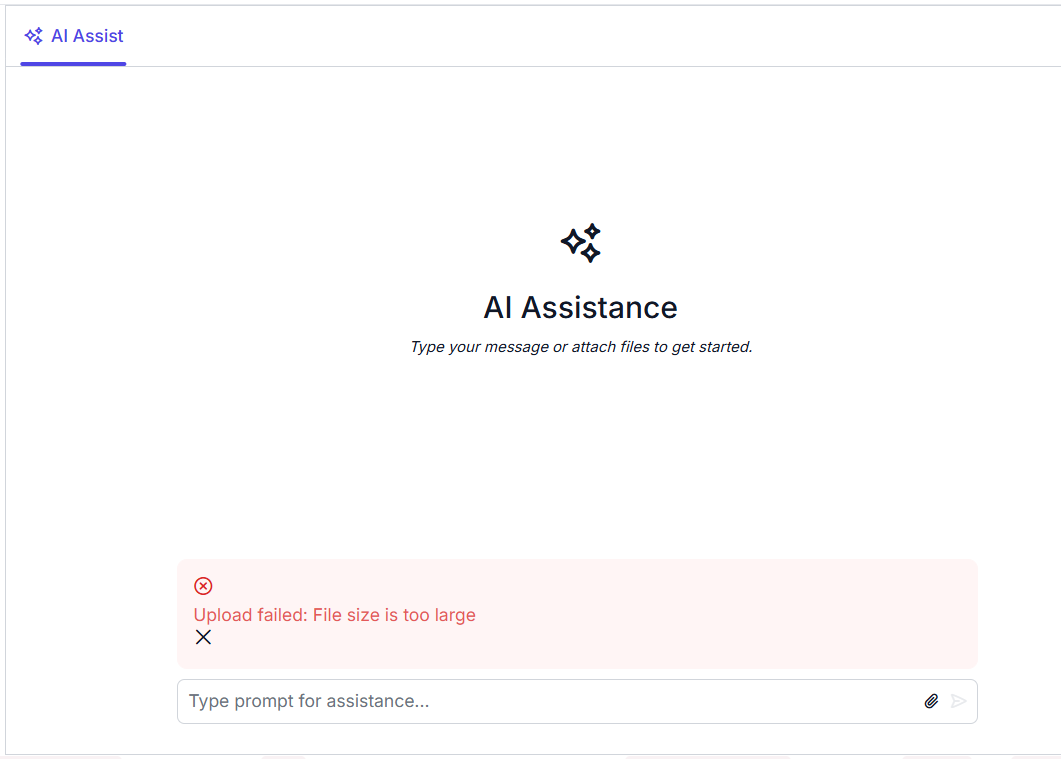 AI Assist
AI Assistance
Type your message or attach files to get started.
Upload failed: File size is too large
Type prompt for assistance...